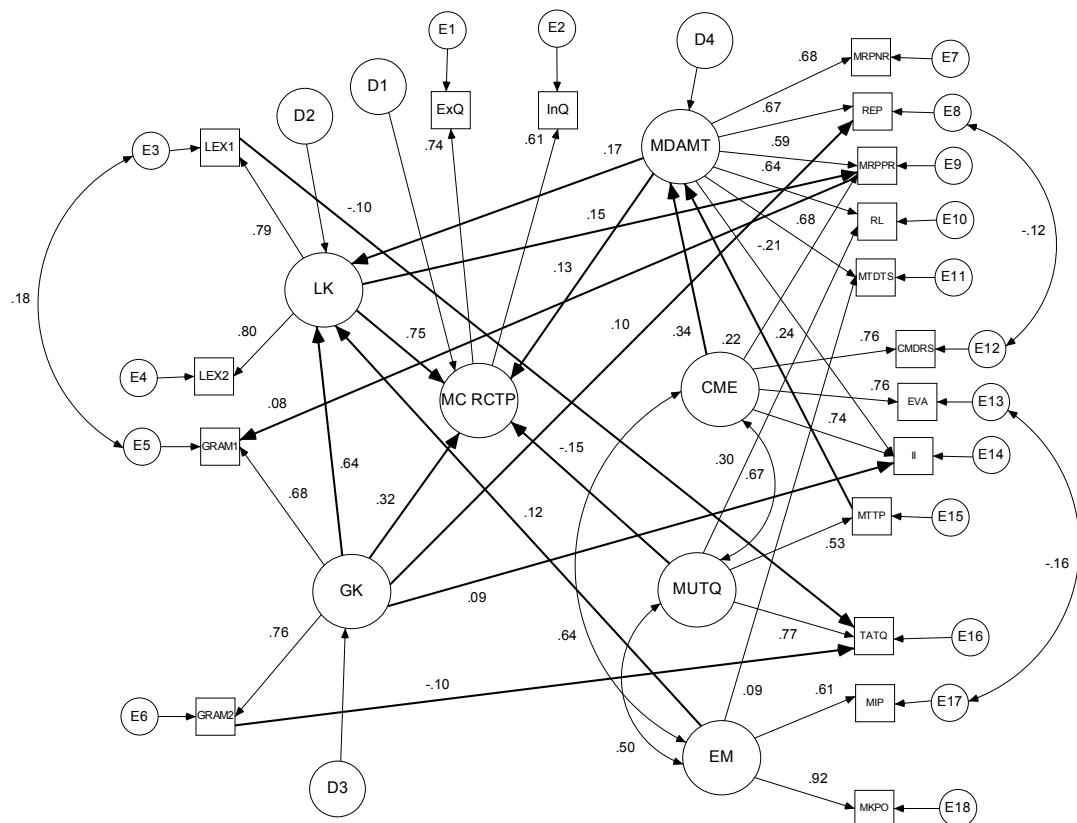 E1
E2
D4
D1
D2
ExQ
InQ
.74
.61
MDAMT
.68
MRPNR
E7
.67
REP
E8
.59
MRPPR
E9
.64
RL
E10
.68
MTDTS
E11
E3
LEX1
-.10
.17
.15
-.21
-.12
.79
LK
.13
.18
.80
.75
.10
.34
.22
.24
.76
CMDRS
E12
E4
LEX2
MC RCTP
CME
.76
EVA
E13
.08
.74
E5
GRAM1
-.15
II
E14
.64
.68
.32
.30
.67
.12
MTTP
E15
.53
-.16
GK
MUTQ
.09
.76
.64
.77
TATQ
E16
-.10
.09
.61
MIP
E17
E6
GRAM2
.50
EM
D3
.92
MKPO
E18